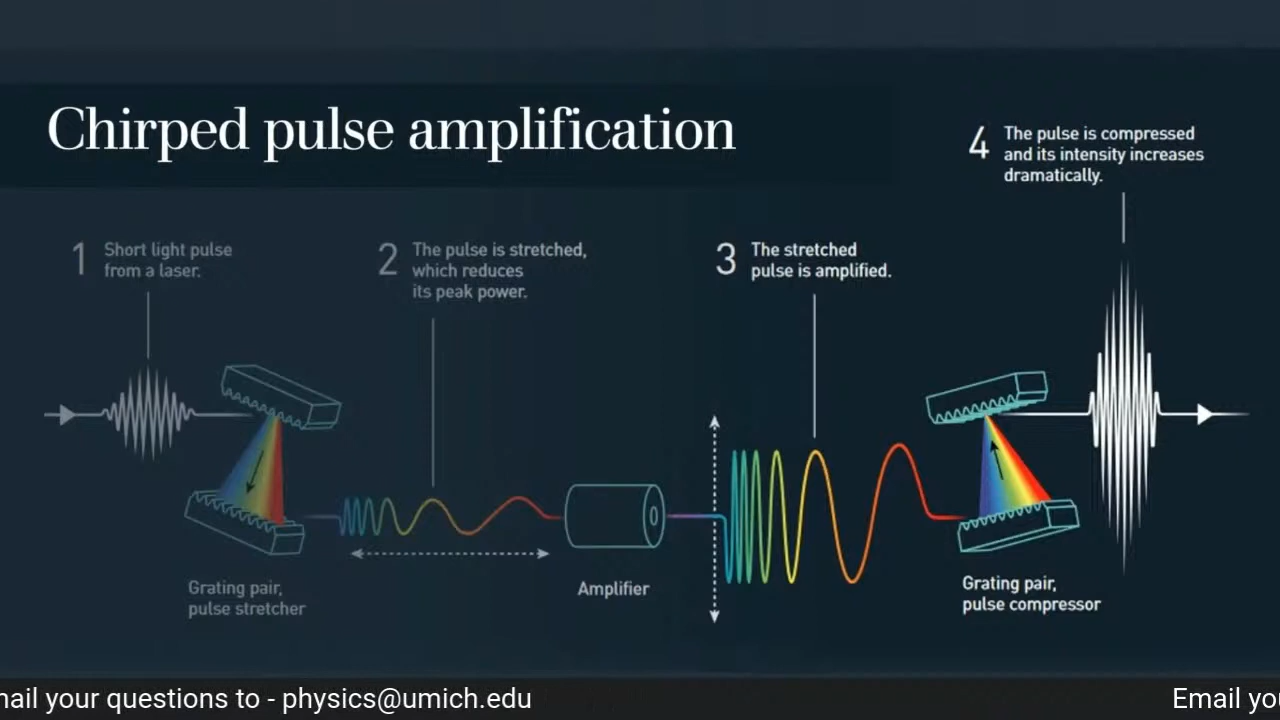 Chirped pulse amplification
1 Short light pulse
from a laser.
2 The pulse is stretched,
which reduces
its peak power.
3 The stretched
pulse is amplified.
4 The pulse is compressed
and its intensity increases
dramatically.
Grating pair,
pulse stretcher
Amplifier
Grating pair,
pulse compressor
your questions to - physics@umich.edu
Email